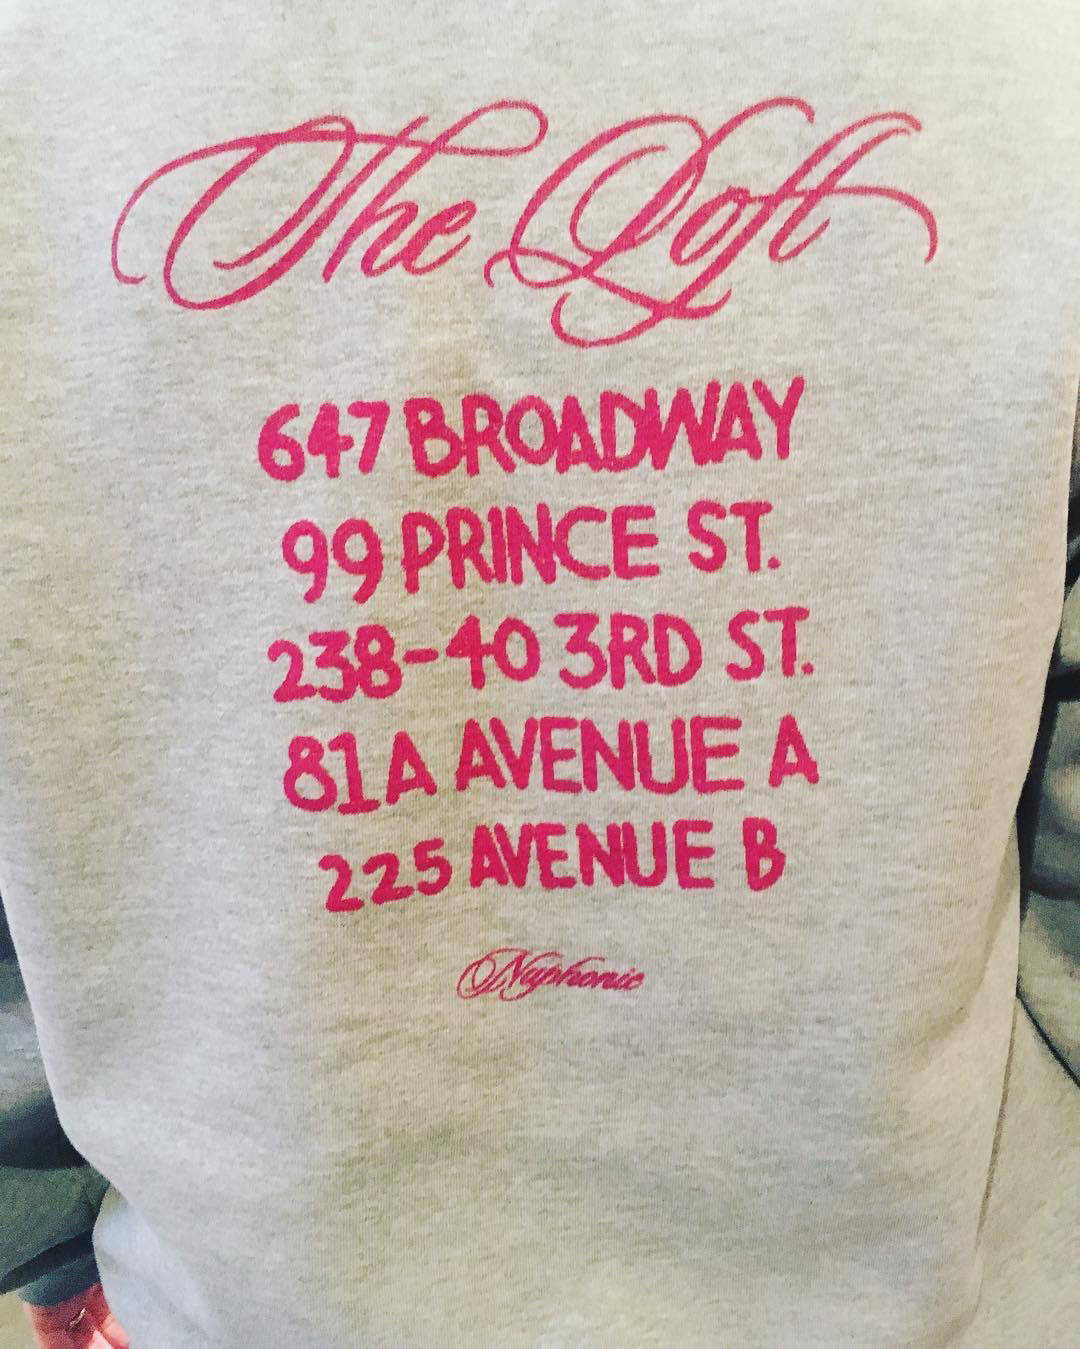 The Loft
647 BROADWAY
99 PRINCE ST.
238-40 3RD ST.
81A AVENUE A
225 AVENUE B
Nuphonic